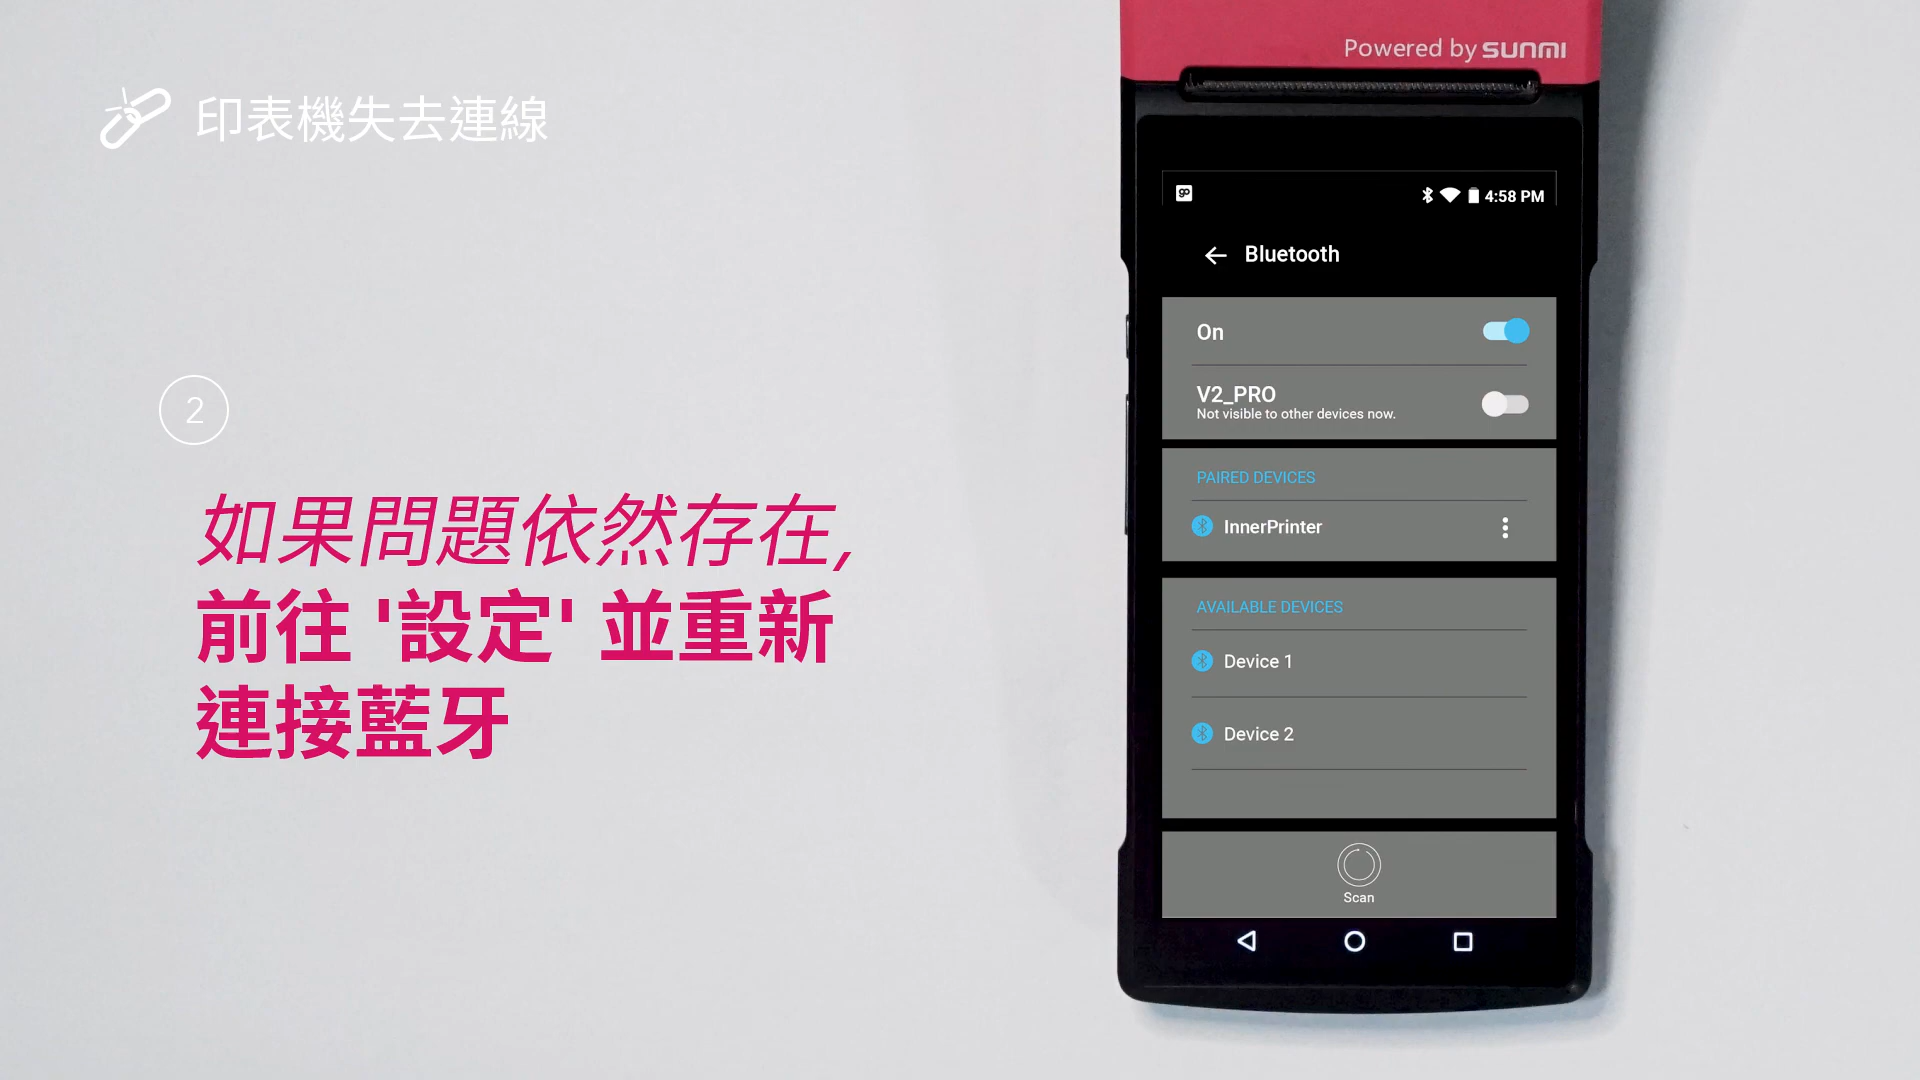 印表機失去連線
2
如果問題依然存在,
前往 '設定' 並重新
連接藍牙
Powered by SUNMI
4:58 PM
Bluetooth
On
V2_PRO
Not visible to other devices now.
PAIRED DEVICES
InnerPrinter
AVAILABLE DEVICES
Device 1
Device 2
Scan